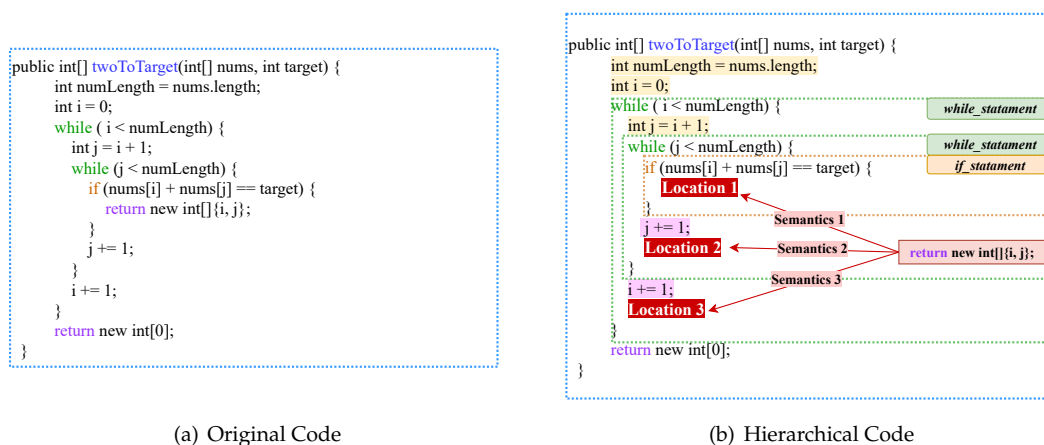 public int[] twoToTarget(int[] nums, int target) {
int numLength = nums.length;
int i = 0;
while ( i < numLength) {
int j = i + 1;
while (j < numLength) {
if (nums[i] + nums[j] == target) {
return new int[]{i, j};
}
j += 1;
}
i += 1;
}
return new int[0];
}
(a) Original Code
public int[] twoToTarget(int[] nums, int target) {
int numLength = nums.length;
int i = 0;
while ( i < numLength) {
while_statament
int j = i + 1;
while (j < numLength) {
while_statament
if (nums[i] + nums[j] == target) {
if_statament
Location 1
}
Semantics 1
j += 1;
Location 2
Semantics 2
return new int[]{i, j};
}
Semantics 3
i += 1;
Location 3
}
return new int[0];
}
(b) Hierarchical Code